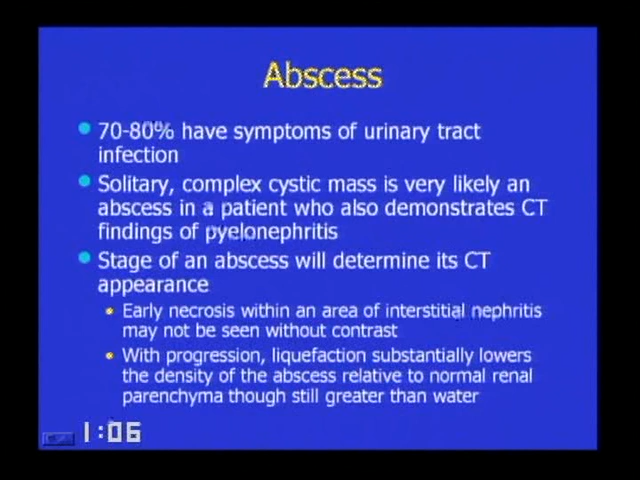 Abscess
70-80% have symptoms of urinary tract
infection
Solitary, complex cystic mass is very likely an
abscess in a patient who also demonstrates CT
findings of pyelonephritis
Stage of an abscess will determine its CT
appearance
Early necrosis within an area of interstitial nephritis
may not be seen without contrast
With progression, liquefaction substantially lowers
the density of the abscess relative to normal renal
parenchyma though still greater than water
1:06